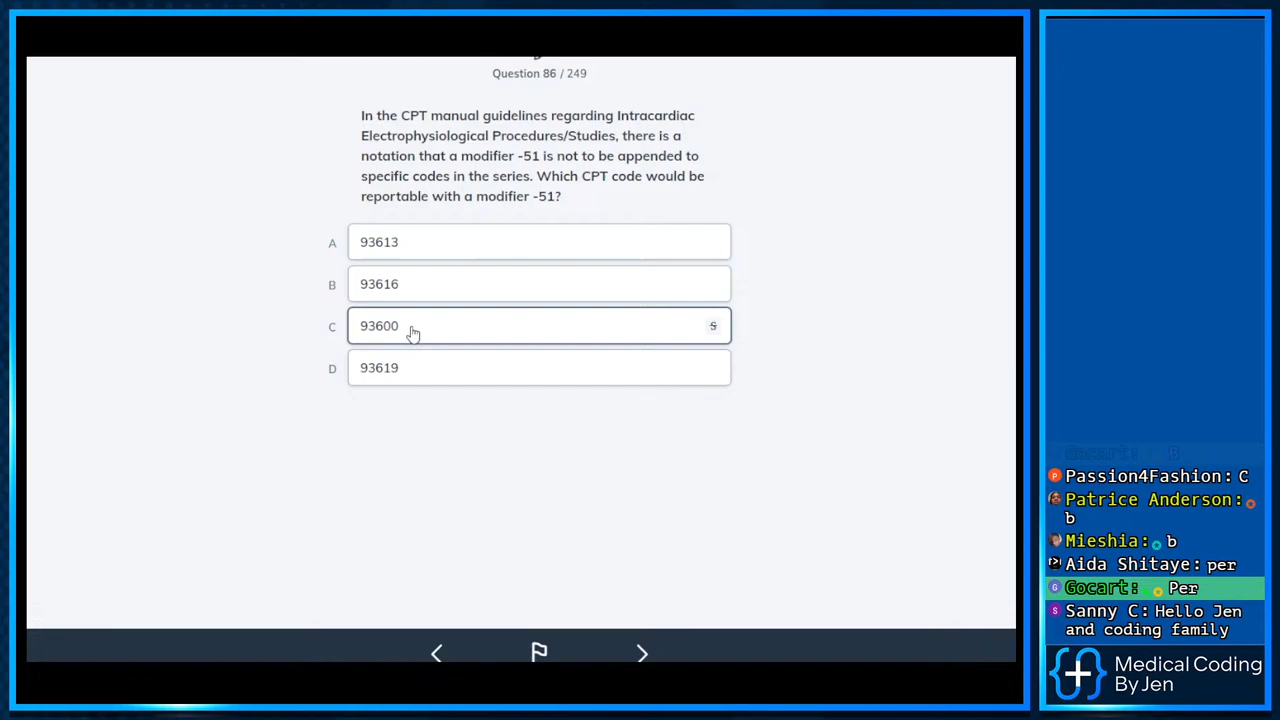 Question 86 / 249
In the CPT manual guidelines regarding Intracardiac
Electrophysiological Procedures/Studies, there is a
notation that a modifier -51 is not to be appended to
specific codes in the series. Which CPT code would be
reportable with a modifier -51?
A 93613
B 93616
C 93600 S
D 93619
Gocart: B
Passion4Fashion: C
Patrice Anderson:
b
Mieshia: b
Aida Shitaye: per
Gocart: Per
Sanny C: Hello Jen
and coding family
Medical Coding
By Jen